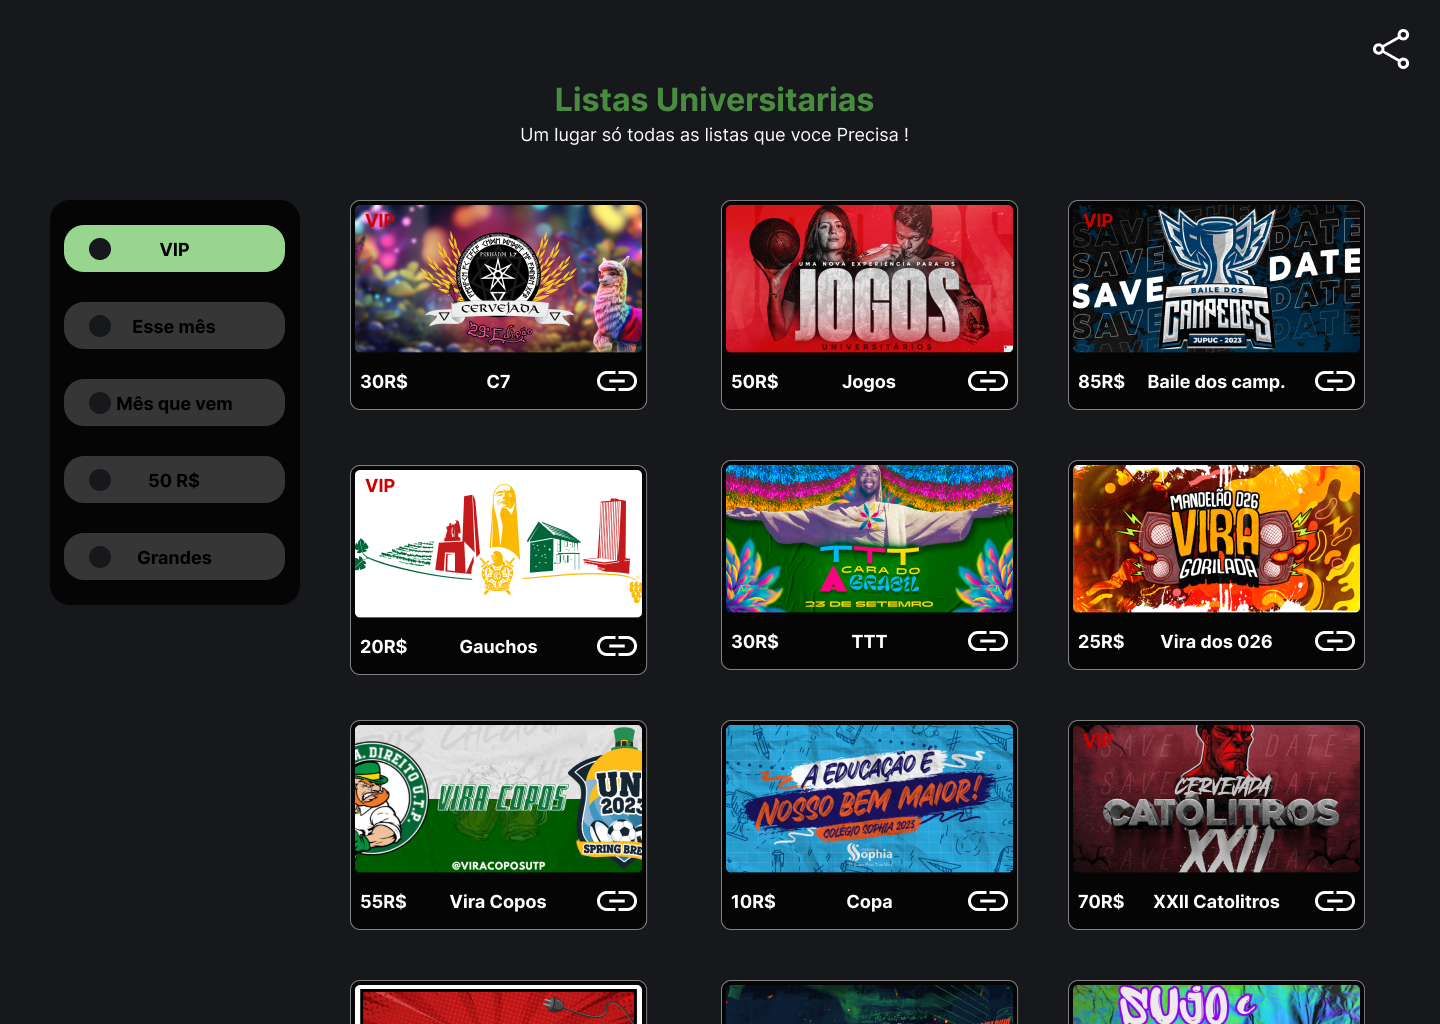 Listas Universitarias
Um lugar só todas as listas que voce Precisa !
VIP
Esse mês
Mês que vem
50 R$
Grandes
VIP
CERVEJADA
29ª Edição
30R$ C7
UMA NOVA EXPERIÊNCIA PARA OS
JOGOS
UNIVERSITÁRIOS
50R$ Jogos
VIP
SAVE DATE
SAVE DATE
SAVE DATE
SAVE DATE
BAILE DOS
CAMPEÕES
JUPUC - 2023
85R$ Baile dos camp.
VIP
20R$ Gauchos
TTT
CARA DO
BRASIL
23 DE SETEMRO
30R$ TTT
MANDELÃO 026
VIRA
GORILADA
25R$ Vira dos 026
A. DIREITO U.T.P
VIRA COPOS
UNI
2023
SPRING BRE
@VIRACOPOSUTP
55R$ Vira Copos
A EDUCAÇÃO É
NOSSO BEM MAIOR!
COLÉGIO SOPHIA 2023
Sophia
10R$ Copa
VIP
SAVE THE DATE
CERVEJADA
CATÓLITROS
XXII
70R$ XXII Catolitros
SUJO e